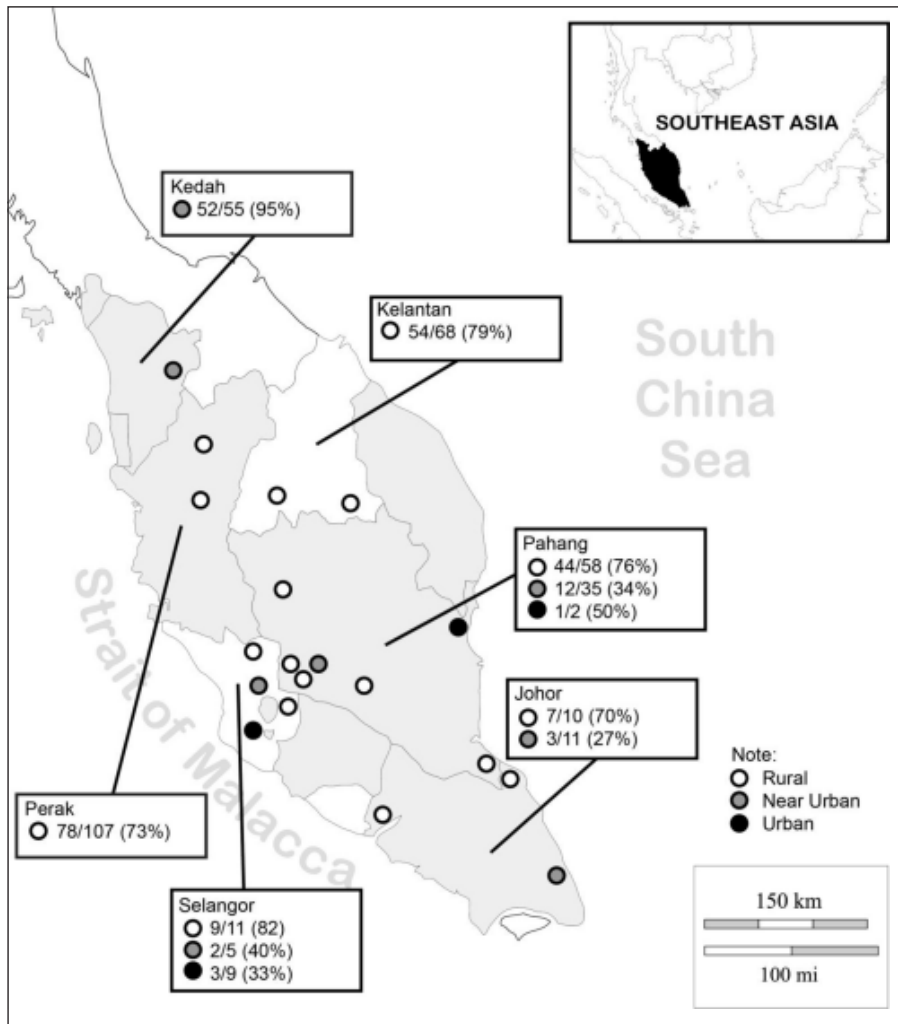 SOUTHEAST ASIA
Kedah
52/55 (95%)
Kelantan
54/68 (79%)
South
China
Sea
Pahang
44/58 (76%)
12/35 (34%)
1/2 (50%)
Strait of Malacca
Johor
7/10 (70%)
3/11 (27%)
Note:
Rural
Near Urban
Urban
Perak
78/107 (73%)
Selangor
9/11 (82)
2/5 (40%)
3/9 (33%)
150 km
100 mi